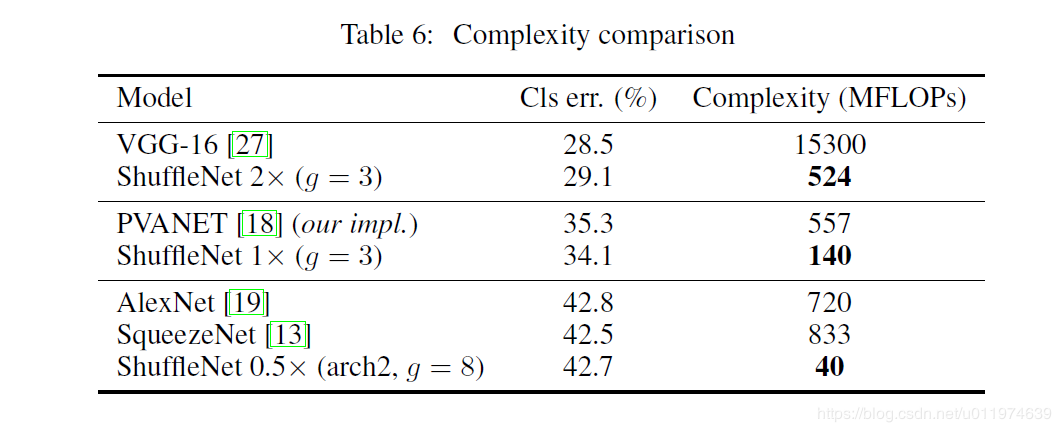 Table 6: Complexity comparison
Model Cls err. (%) Complexity (MFLOPs)
VGG-16 [27] 28.5 15300
ShuffleNet 2× (g = 3) 29.1 524
PVANET [18] (our impl.) 35.3 557
ShuffleNet 1× (g = 3) 34.1 140
AlexNet [19] 42.8 720
SqueezeNet [13] 42.5 833
ShuffleNet 0.5× (arch2, g = 8) 42.7 40
https://blog.csdn.net/u011974639